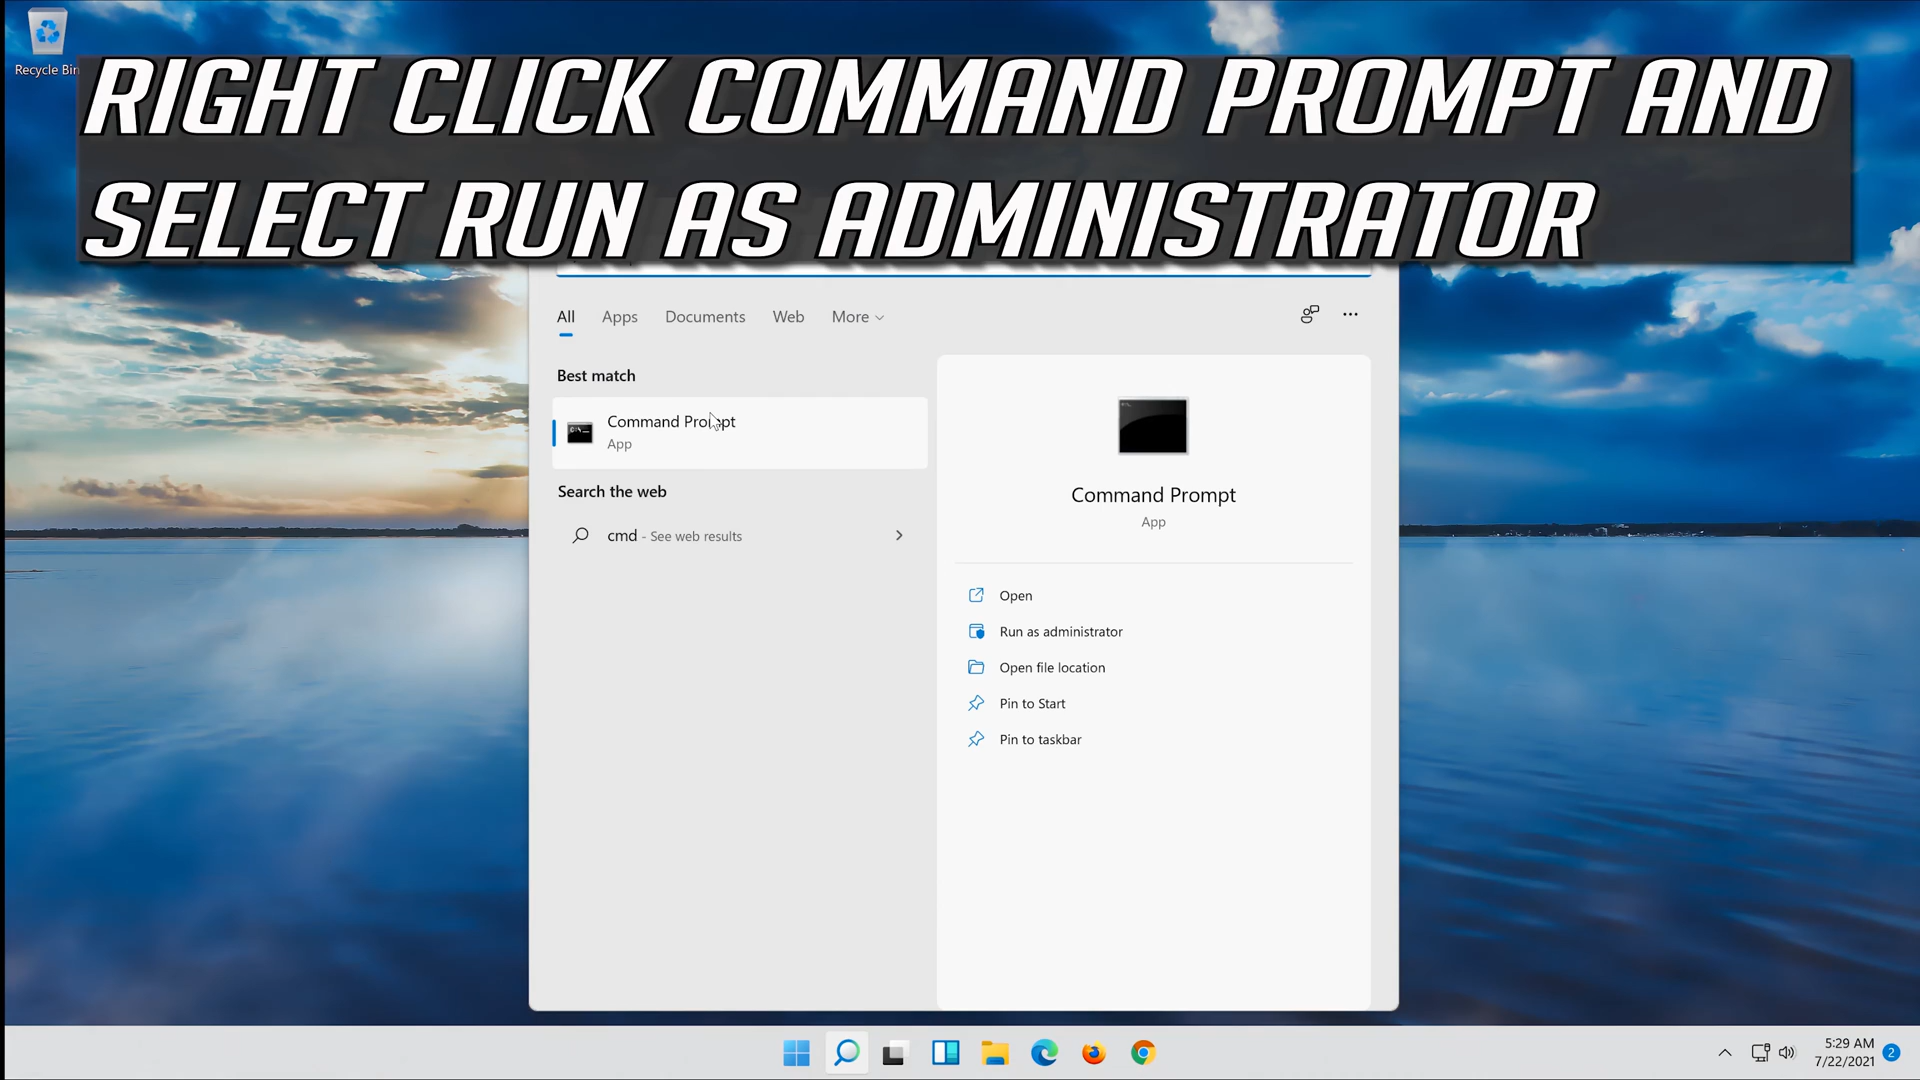 Recycle Bin
RIGHT CLICK COMMAND PROMPT AND
SELECT RUN AS ADMINISTRATOR
All Apps Documents Web More
Best match
Command Prompt
App
Search the web
cmd - See web results
Command Prompt
App
Open
Run as administrator
Open file location
Pin to Start
Pin to taskbar
5:29 AM
7/22/2021
2